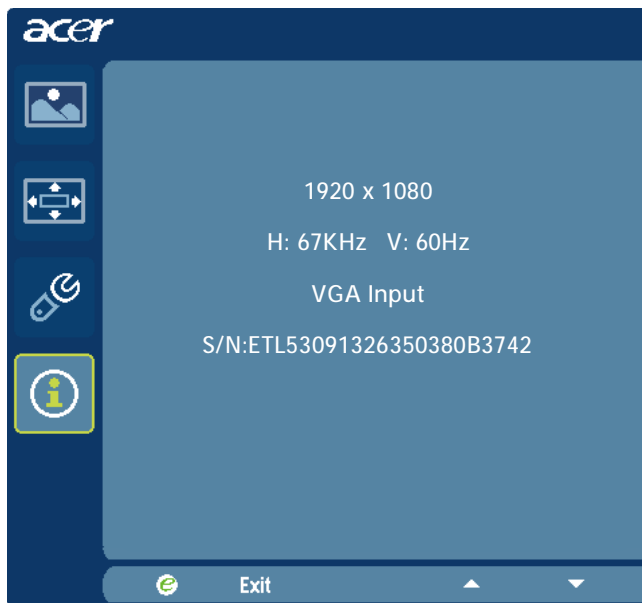 acer
1920 x 1080
H: 67KHz V: 60Hz
VGA Input
S/N:ETL53091326350380B3742
e Exit